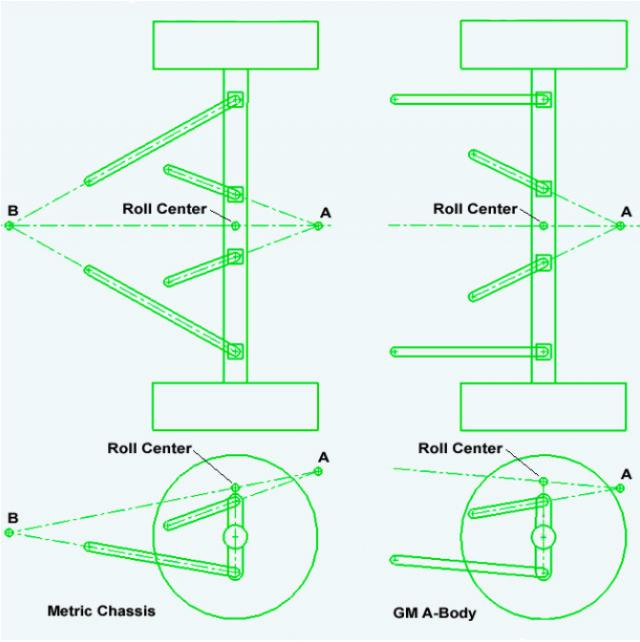 B
Roll Center
A
Roll Center
A
Roll Center
A
B
Metric Chassis
Roll Center
A
GM A-Body